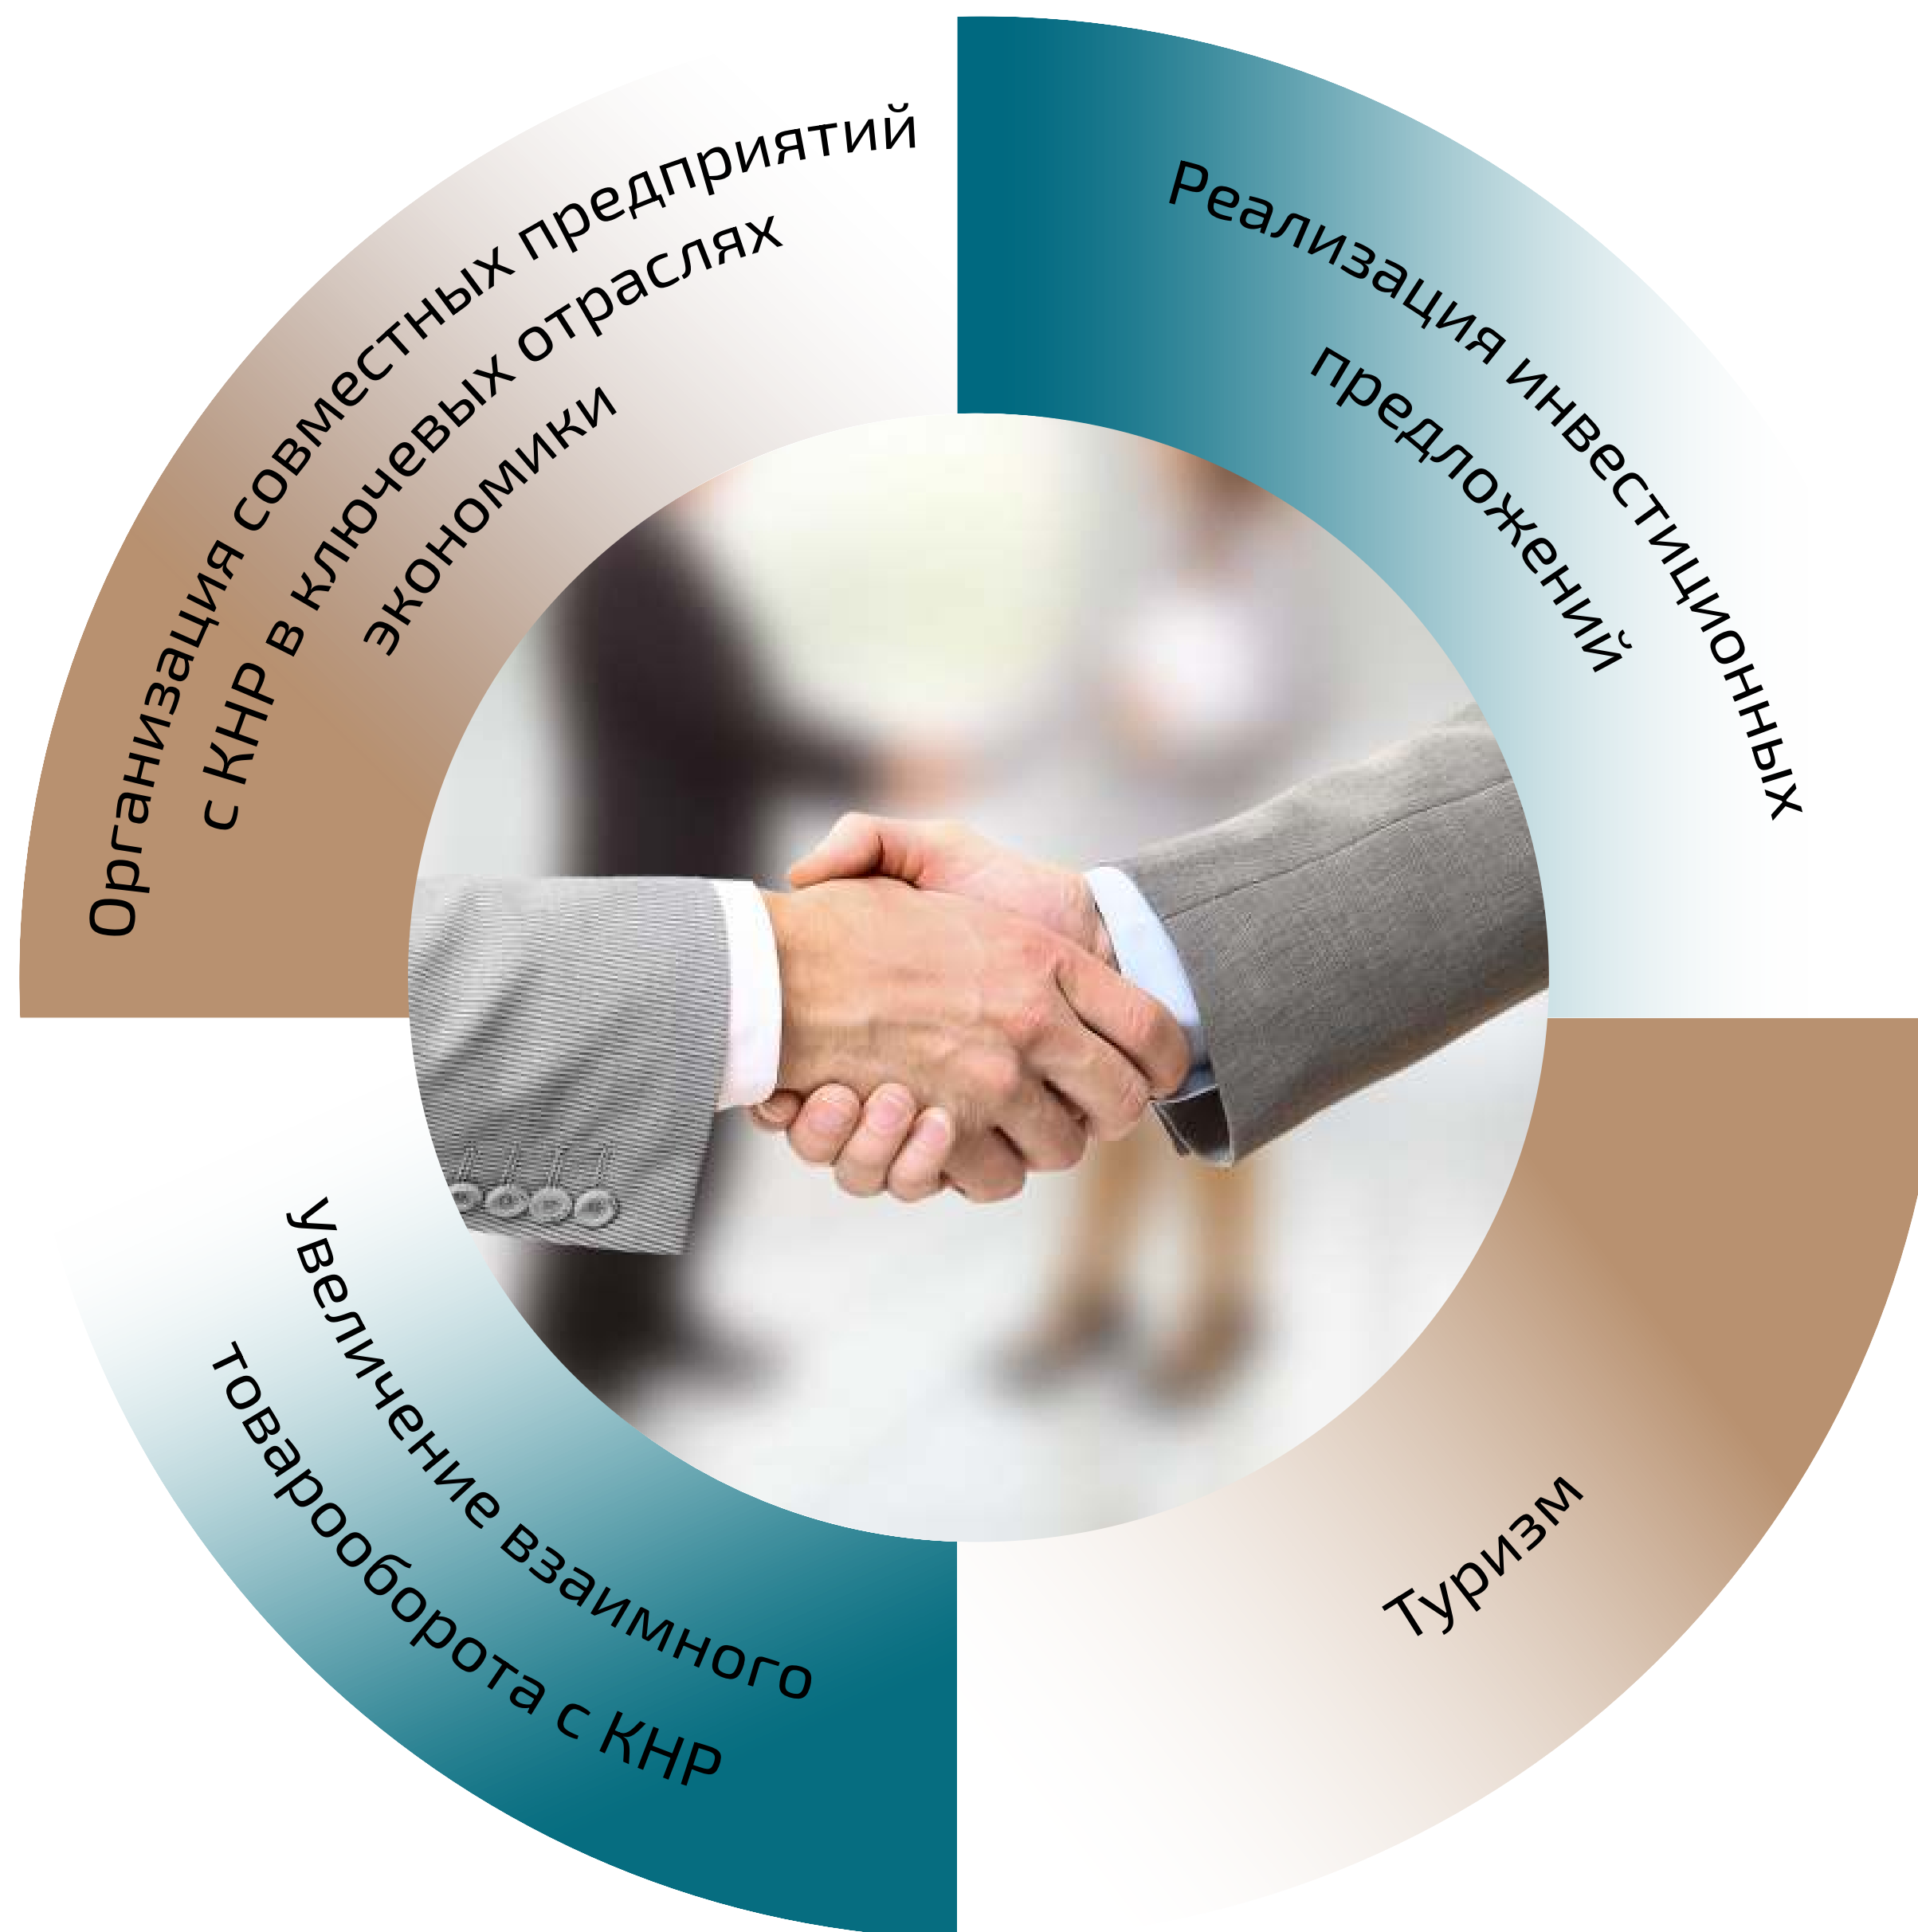 Организация совместных предприятий
с КНР в ключевых отраслях
экономики
Реализация инвестиционных
предложений
Увеличение взаимного
товарооборота с КНР
Туризм